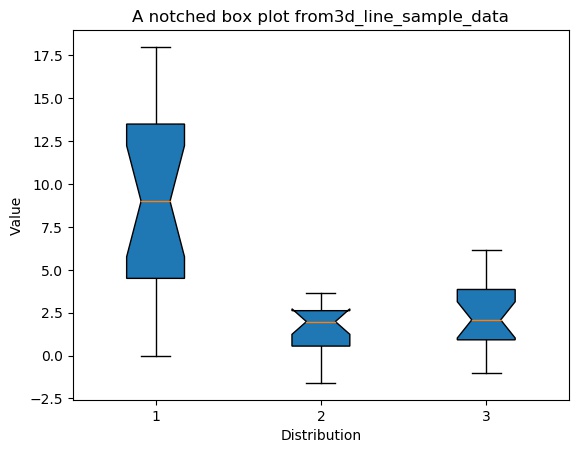 A notched box plot from3d_line_sample_data
17.5
15.0
12.5
10.0
7.5
5.0
2.5
0.0
−2.5
Value
1 2 3
Distribution